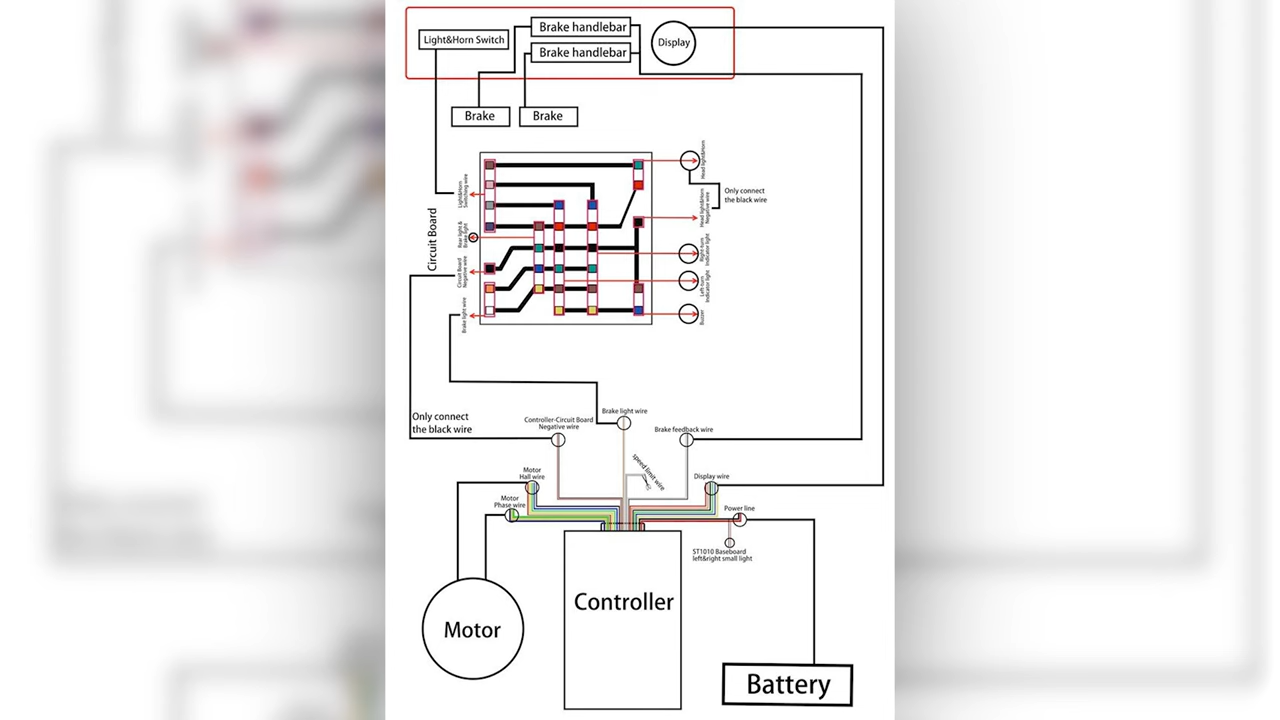 Brake handlebar
Light&Horn Switch
Display
Brake handlebar
Brake
Brake
Head light&Horn
Light&Horn
Switching wire
Only connect
the black wire
Head light&Horn
Negative wire
Circuit Board
Rear light &
Brake light
Right-turn
Indicator light
Circuit Board
Negative wire
Left-turn
Indicator light
Brake light wire
Buzzer
Only connect
the black wire
Brake light wire
Controller-Circuit Board
Negative wire
Brake feedback wire
speed limit wire
Motor
Hall wire
Display wire
Motor
Phase wire
Power line
ST1010 Baseboard
left&right small light
Controller
Motor
Battery